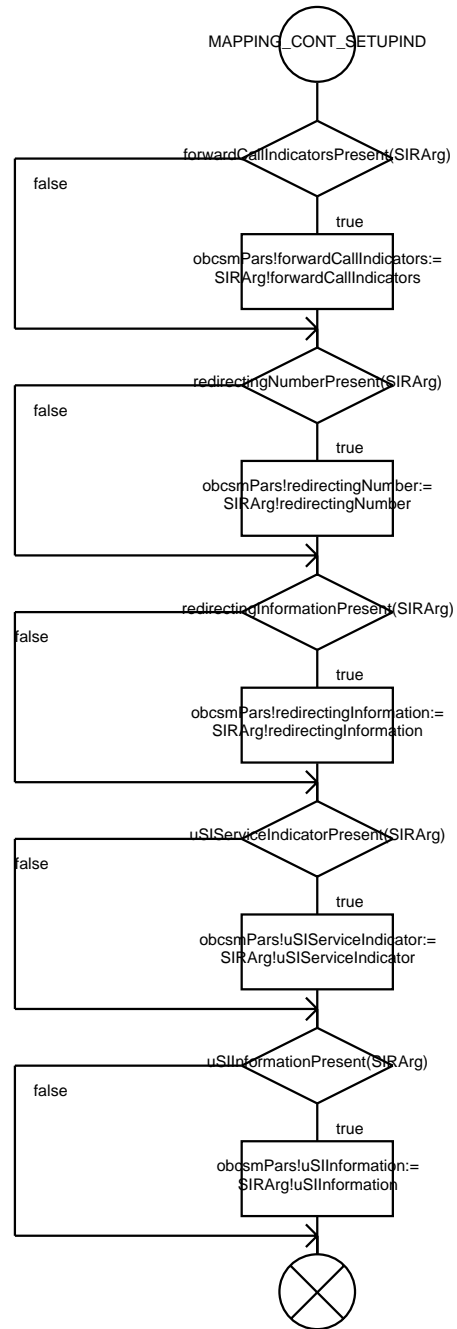 MAPPING_CONT_SETUPIND
forwardCallIndicatorsPresent(SIRArg)
false
true
obcsmPars!forwardCallIndicators:=
SIRArg!forwardCallIndicators
redirectingNumberPresent(SIRArg)
false
true
obcsmPars!redirectingNumber:=
SIRArg!redirectingNumber
redirectingInformationPresent(SIRArg)
false
true
obcsmPars!redirectingInformation:=
SIRArg!redirectingInformation
uSIServiceIndicatorPresent(SIRArg)
false
true
obcsmPars!uSIServiceIndicator:=
SIRArg!uSIServiceIndicator
uSIInformationPresent(SIRArg)
false
true
obcsmPars!uSIInformation:=
SIRArg!uSIInformation